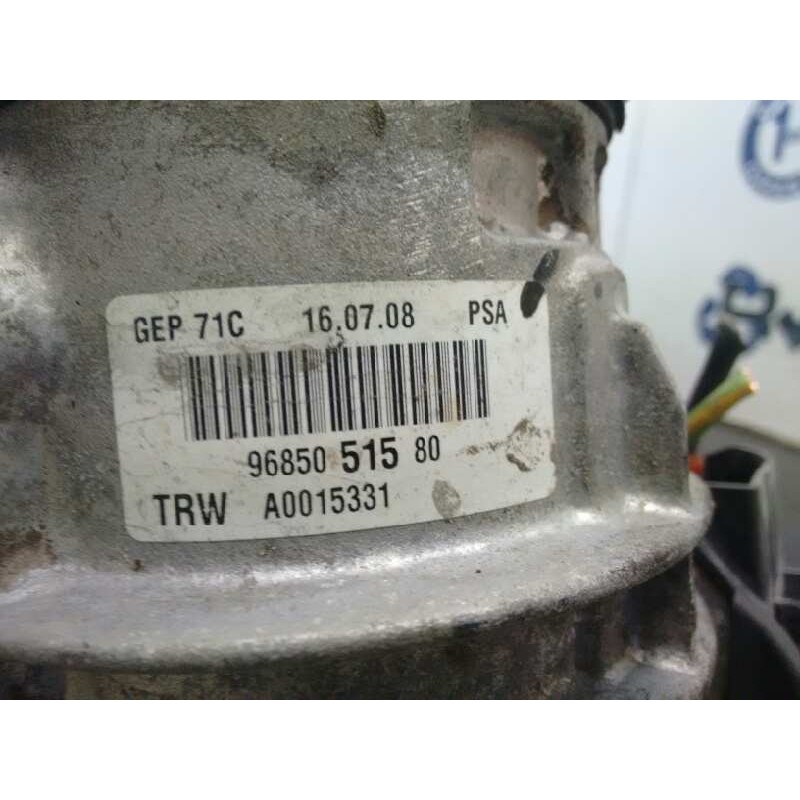 GEP 71C 16.07.08 PSA
96850 515 80
TRW A0015331